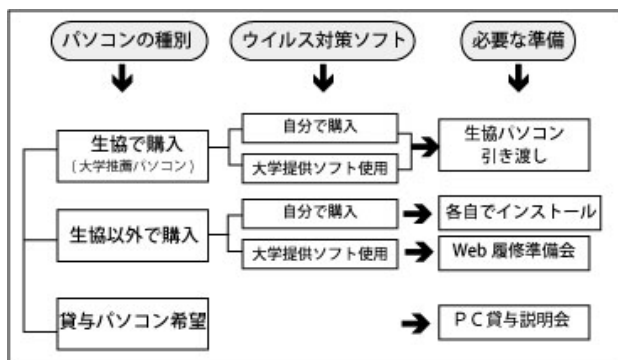 パソコンの種別
ウイルス対策ソフト
必要な準備
生協で購入
(大学推薦パソコン)
自分で購入
大学提供ソフト使用
生協パソコン
引き渡し
生協以外で購入
自分で購入
各自でインストール
大学提供ソフト使用
Web 履修準備会
貸与パソコン希望
PC貸与説明会